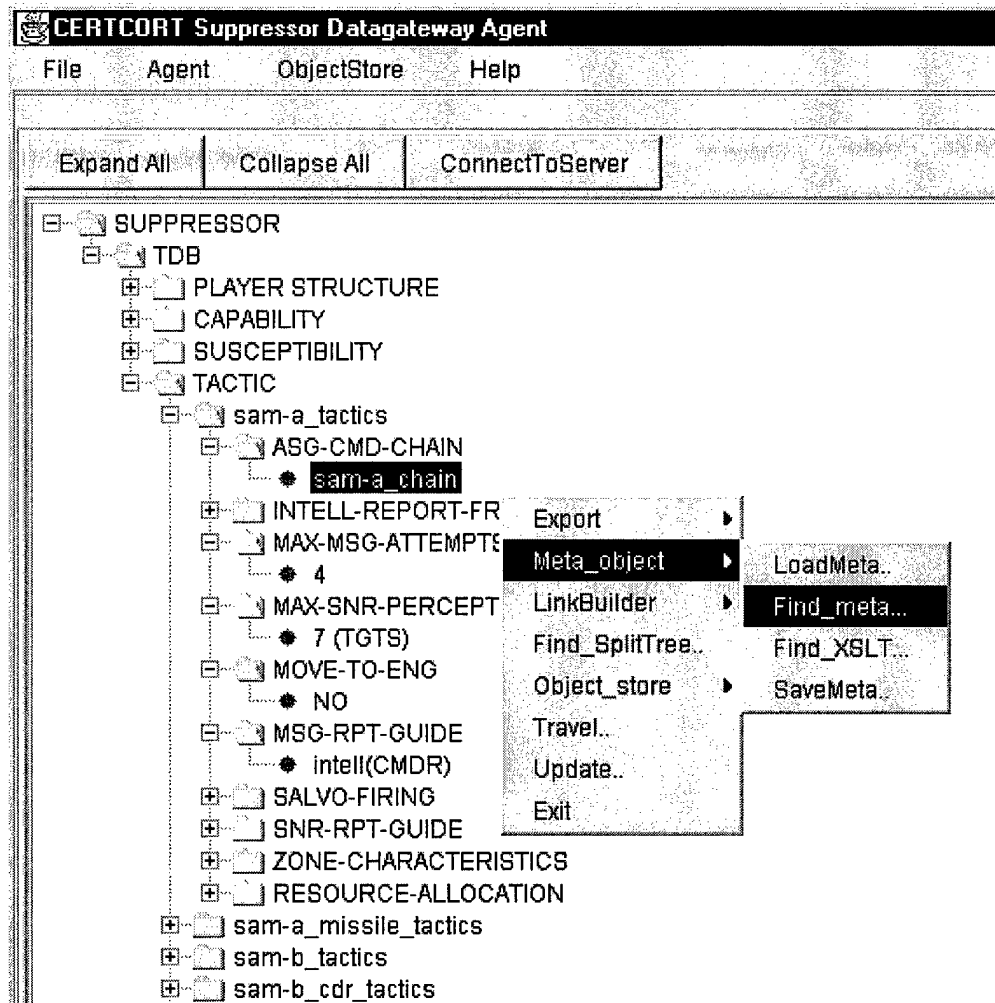 CERTCORT Suppressor Datagateway Agent
File Agent ObjectStore Help
Expand All Collapse All ConnectToServer
SUPPRESSOR
TDB
PLAYER STRUCTURE
CAPABILITY
SUSCEPTIBILITY
TACTIC
sam-a_tactics
ASG-CMD-CHAIN
sam-a_chain
INTELL-REPORT-FR
MAX-MSG-ATTEMPTS
4
MAX-SNR-PERCEPT
7 (TGTS)
MOVE-TO-ENG
NO
MSG-RPT-GUIDE
intell(CMDR)
SALVO-FIRING
SNR-RPT-GUIDE
ZONE-CHARACTERISTICS
RESOURCE-ALLOCATION
sam-a_missile_tactics
sam-b_tactics
sam-b_cdr_tactics
Export
Meta_object
LinkBuilder
Find_SplitTree..
Object_store
Travel..
Update..
Exit
LoadMeta..
Find_meta...
Find_XSLT...
SaveMeta..